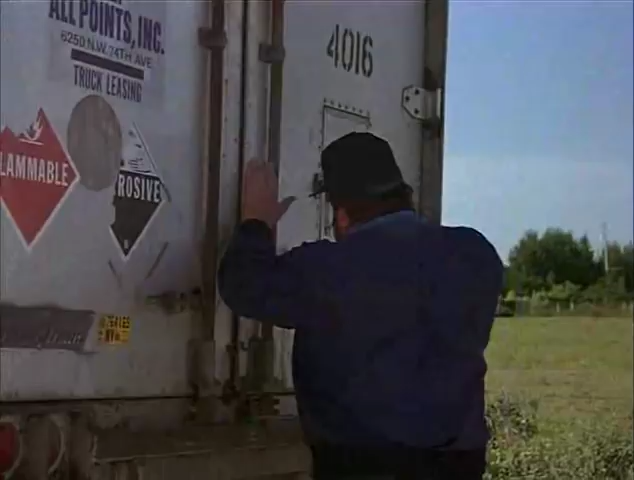 ALL POINTS, INC.
6250 N.W. 74TH AVE
TRUCK LEASING
4016
LAMMABLE
ROSIVE